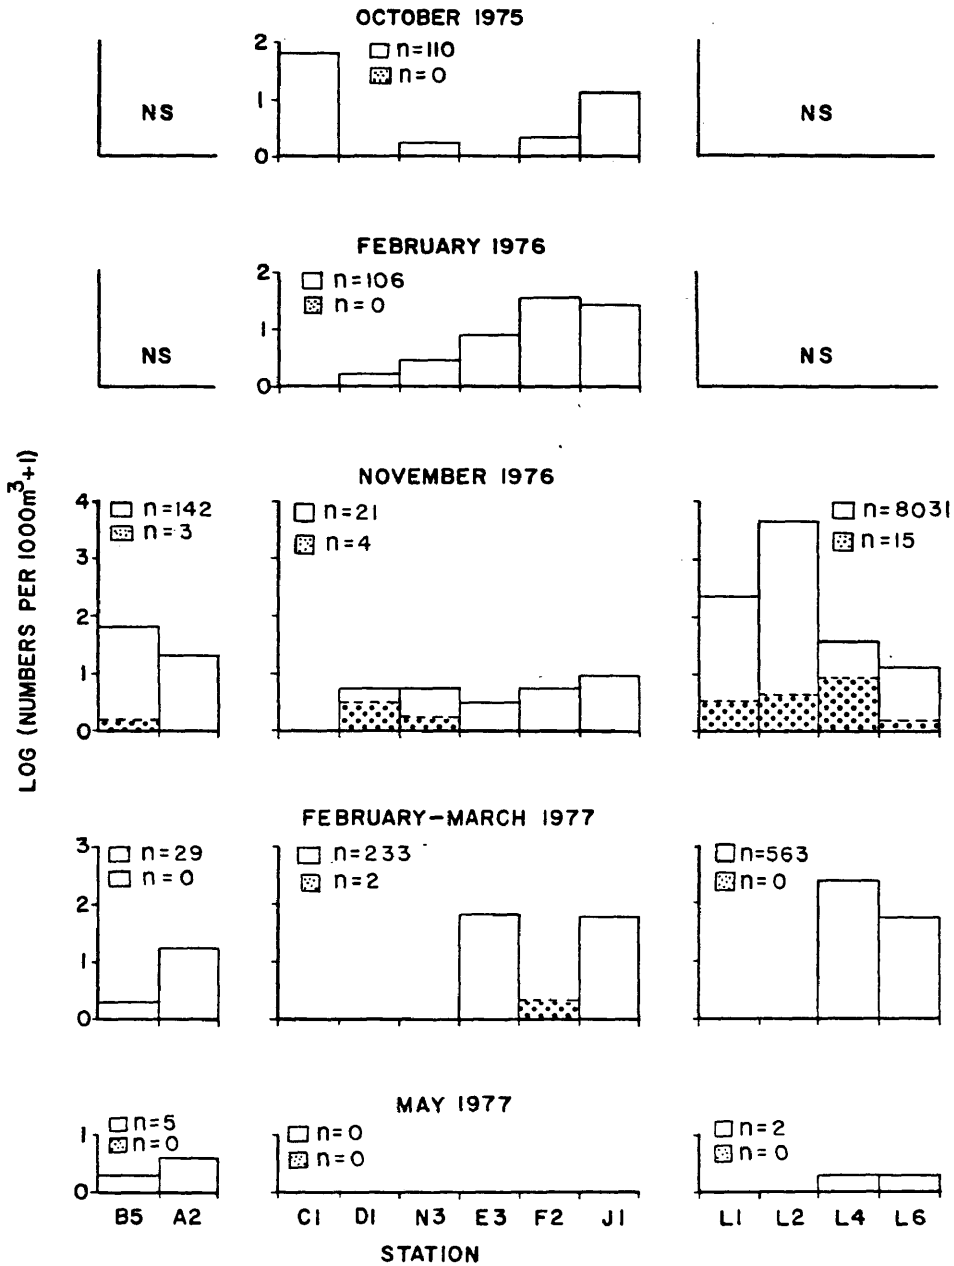 OCTOBER 1975
2
1
0
n=110
n=0
NS
NS
FEBRUARY 1976
2
1
0
n=106
n=0
NS
NS
LOG (NUMBERS PER 1000m³+1)
NOVEMBER 1976
4
3
2
1
0
n=142
n=3
n=21
n=4
n=8031
n=15
FEBRUARY-MARCH 1977
3
2
1
0
n=29
n=0
n=233
n=2
n=563
n=0
MAY 1977
1
0
n=5
n=0
n=0
n=0
n=2
n=0
B5 A2 C1 D1 N3 E3 F2 J1 L1 L2 L4 L6
STATION